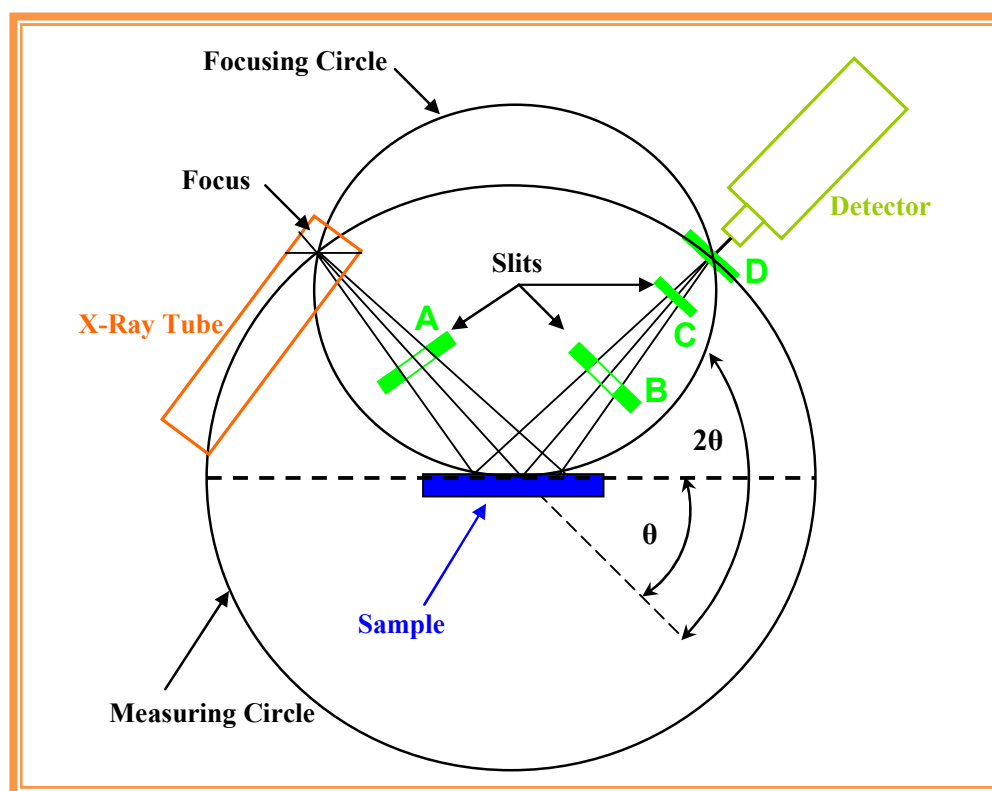 Focusing Circle
Focus
Detector
Slits
D
C
X-Ray Tube
A
B
2θ
θ
Sample
Measuring Circle